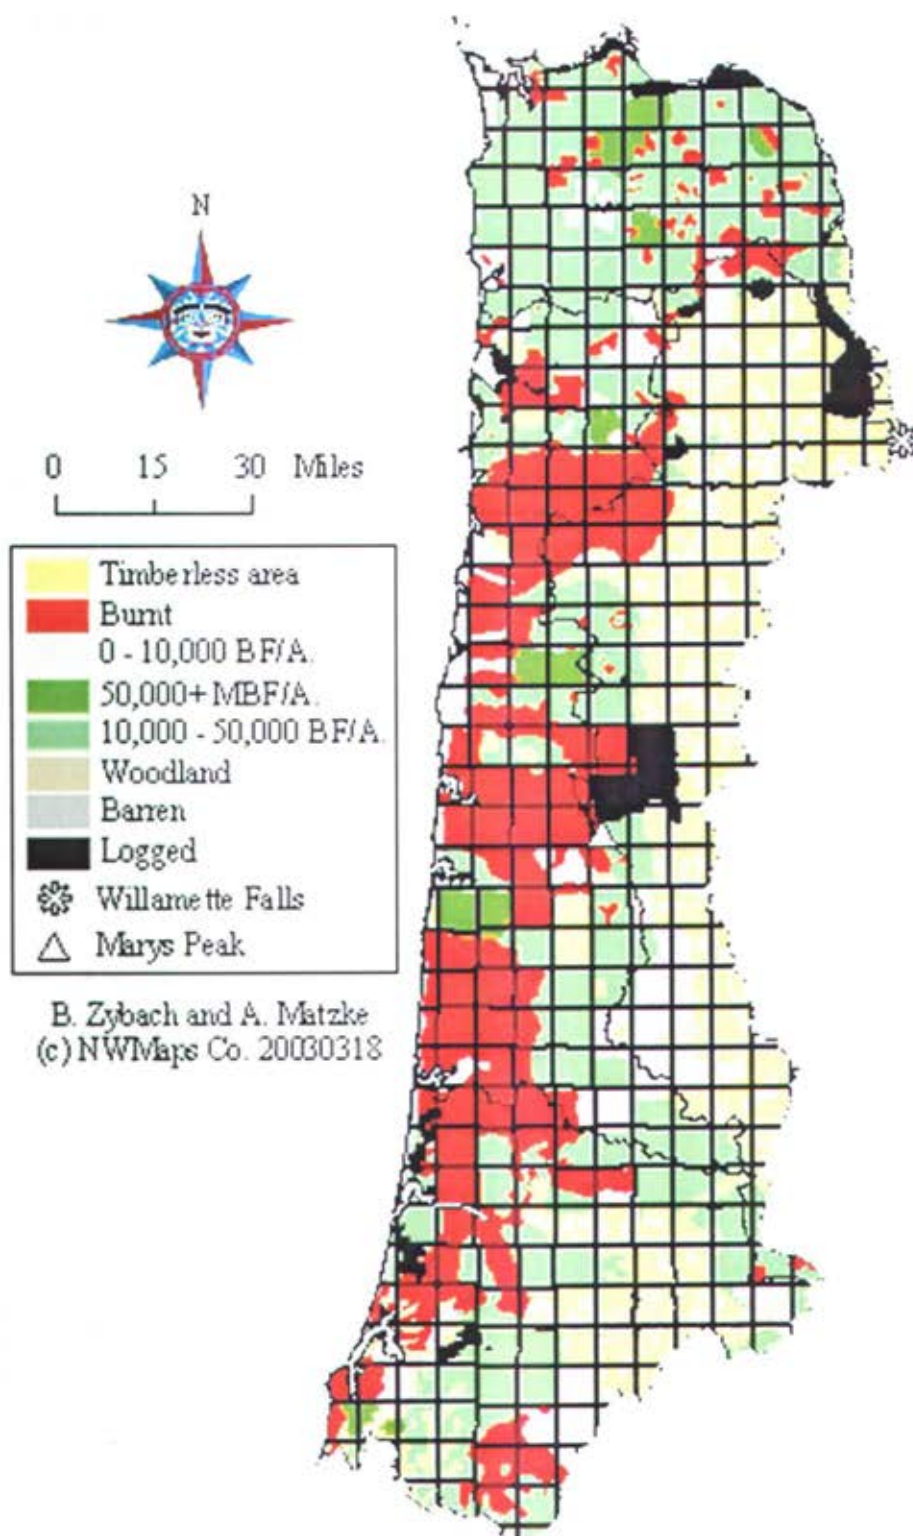 N
0 15 30 Miles
Timberless area
Burnt
0 - 10,000 BF/A.
50,000+ MBF/A.
10,000 - 50,000 BF/A.
Woodland
Barren
Logged
Willamette Falls
Marys Peak
B. Zybach and A. Matzke
(c) NWMaps Co. 20030318